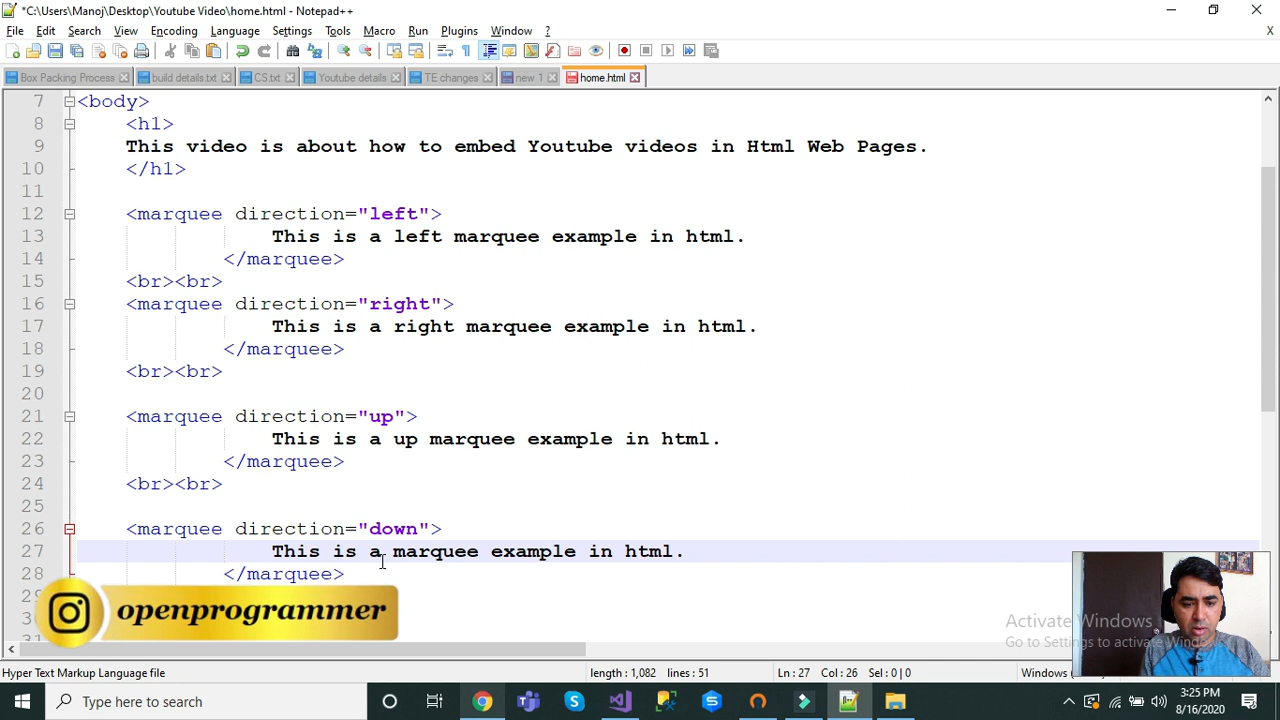 *C:\Users\Manoj\Desktop\Youtube Video\home.html - Notepad++
File Edit Search View Encoding Language Settings Tools Macro Run Plugins Window ? X
Box Packing Process build details.txt CS.txt Youtube details TE changes new 1 home.html
7 <body>
8 <h1>
9 This video is about how to embed Youtube videos in Html Web Pages.
10 </h1>
11
12 <marquee direction="left">
13 This is a left marquee example in html.
14 </marquee>
15 <br><br>
16 <marquee direction="right">
17 This is a right marquee example in html.
18 </marquee>
19 <br><br>
20
21 <marquee direction="up">
22 This is a up marquee example in html.
23 </marquee>
24 <br><br>
25
26 <marquee direction="down">
27 This is a marquee example in html.
28 </marquee>
openprogrammer
Activate Windows
Go to Settings to activate
Hyper Text Markup Language file length : 1,082 lines : 51 Ln : 27 Col : 26 Sel : 0 | 0 Windows
Type here to search
3:25 PM
8/16/2020